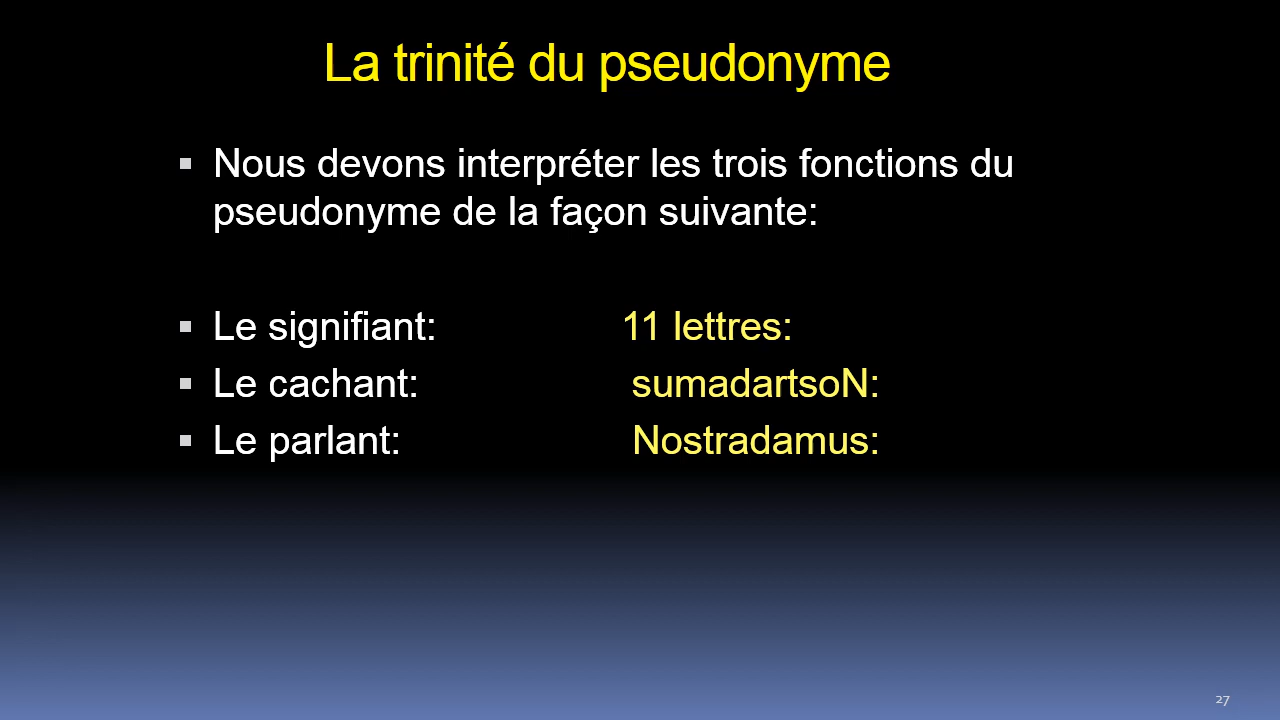 La trinité du pseudonyme
Nous devons interpréter les trois fonctions du
pseudonyme de la façon suivante:
Le signifiant: 11 lettres:
Le cachant: sumadartsoN:
Le parlant: Nostradamus:
27